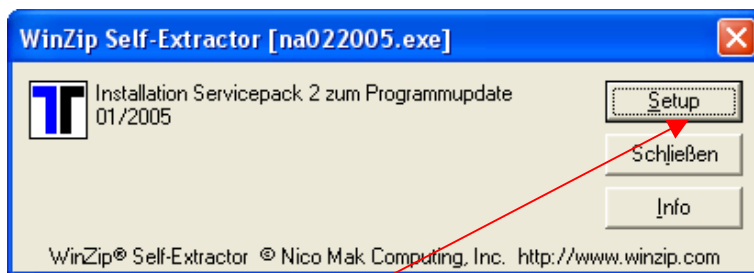 WinZip Self-Extractor [na022005.exe]
Installation Servicepack 2 zum Programmupdate
01/2005
Setup
Schließen
Info
WinZip® Self-Extractor © Nico Mak Computing, Inc. http://www.winzip.com